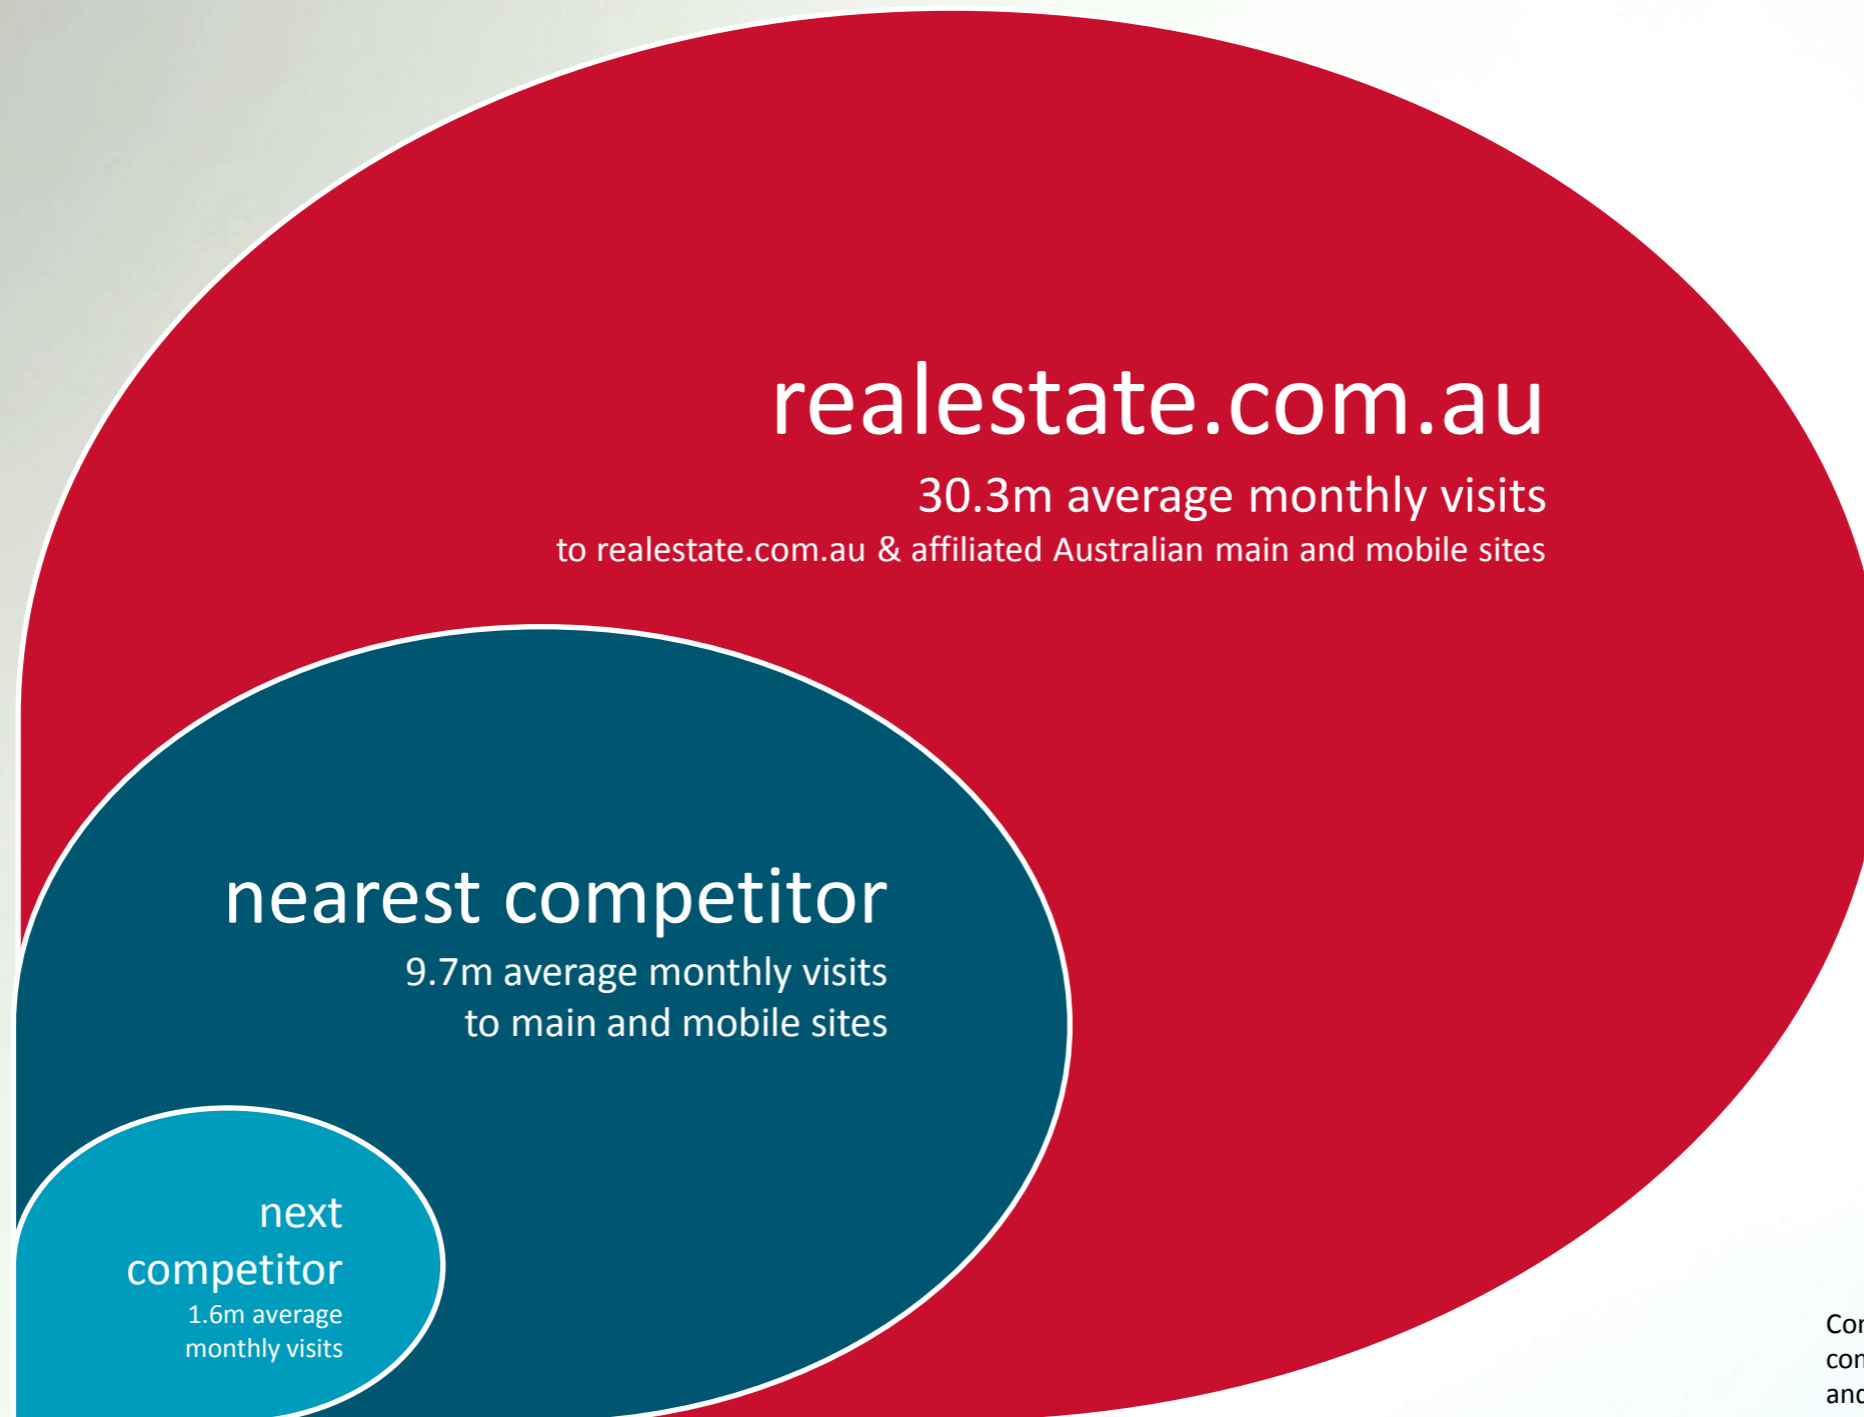 realestate.com.au
30.3m average monthly visits
to realestate.com.au & affiliated Australian main and mobile sites
nearest competitor
9.7m average monthly visits
to main and mobile sites
next
competitor
1.6m average
monthly visits